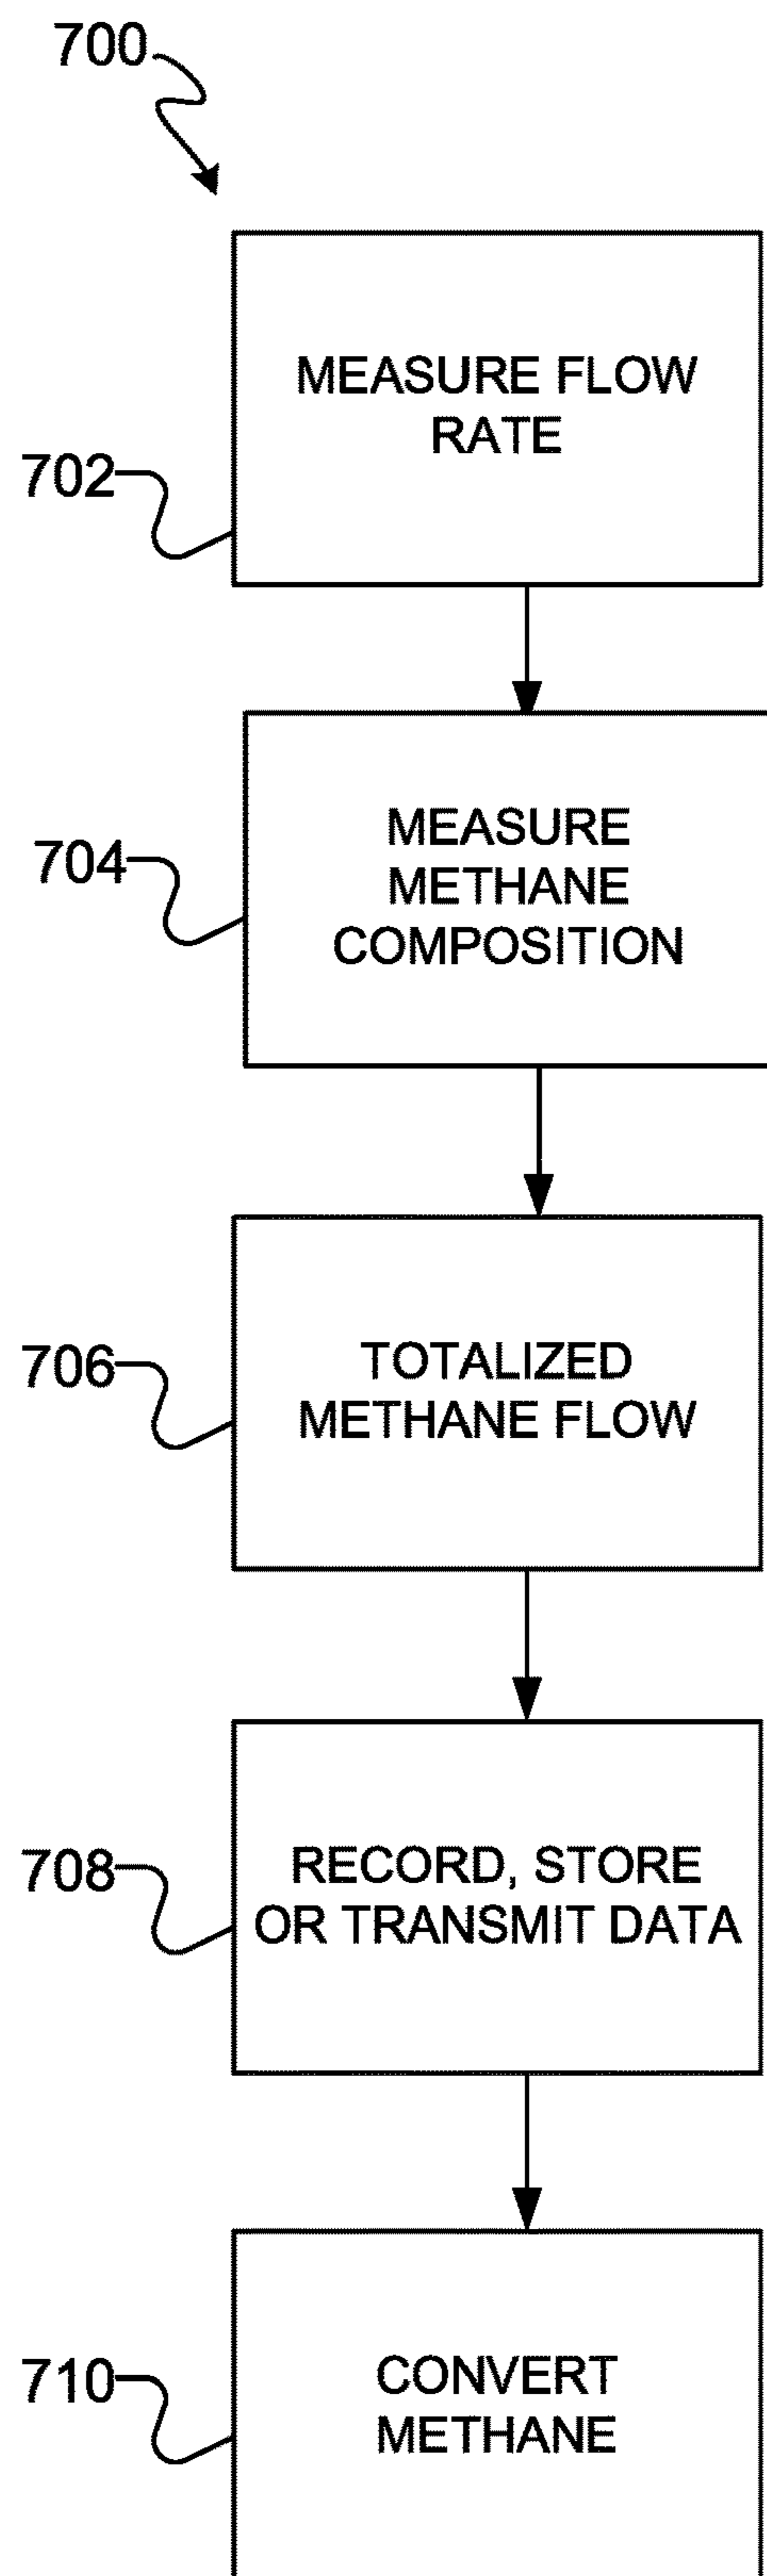 700
MEASURE FLOW
RATE
702
MEASURE
METHANE
COMPOSITION
704
TOTALIZED
METHANE FLOW
706
RECORD, STORE
OR TRANSMIT DATA
708
CONVERT
METHANE
710